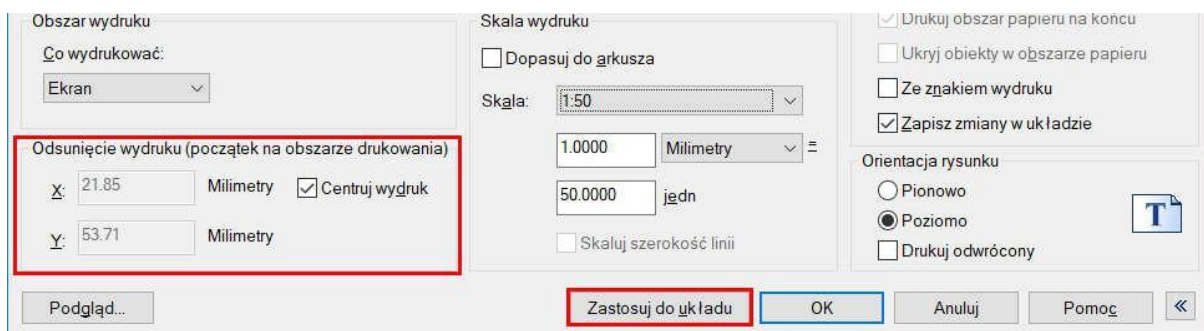 Obszar wydruku
Co wydrukować:
Ekran
Odsunięcie wydruku (początek na obszarze drukowania)
X: 21.85 Milimetry Centruj wydruk
Y: 53.71 Milimetry
Skala wydruku
Dopasuj do arkusza
Skala: 1:50
1.0000 Milimetry =
50.0000 jedn
Skaluj szerokość linii
Drukuj obszar papieru na końcu
Ukryj obiekty w obszarze papieru
Ze znakiem wydruku
Zapisz zmiany w układzie
Orientacja rysunku
Pionowo
Poziomo
Drukuj odwrócony
T
Podgląd... Zastosuj do układu OK Anuluj Pomoc «